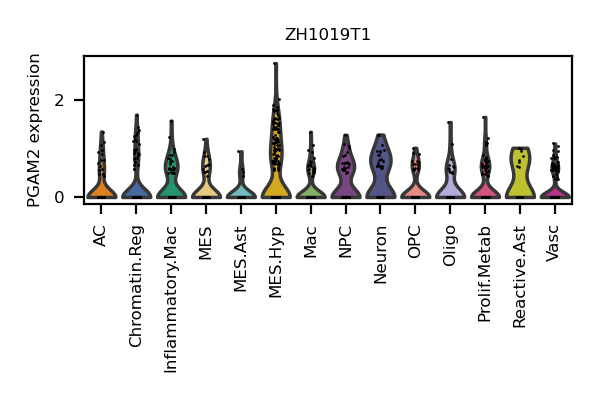 ZH1019T1
PGAM2 expression
2
0
AC
Chromatin.Reg
Inflammatory.Mac
MES
MES.Ast
MES.Hyp
Mac
NPC
Neuron
OPC
Oligo
Prolif.Metab
Reactive.Ast
Vasc